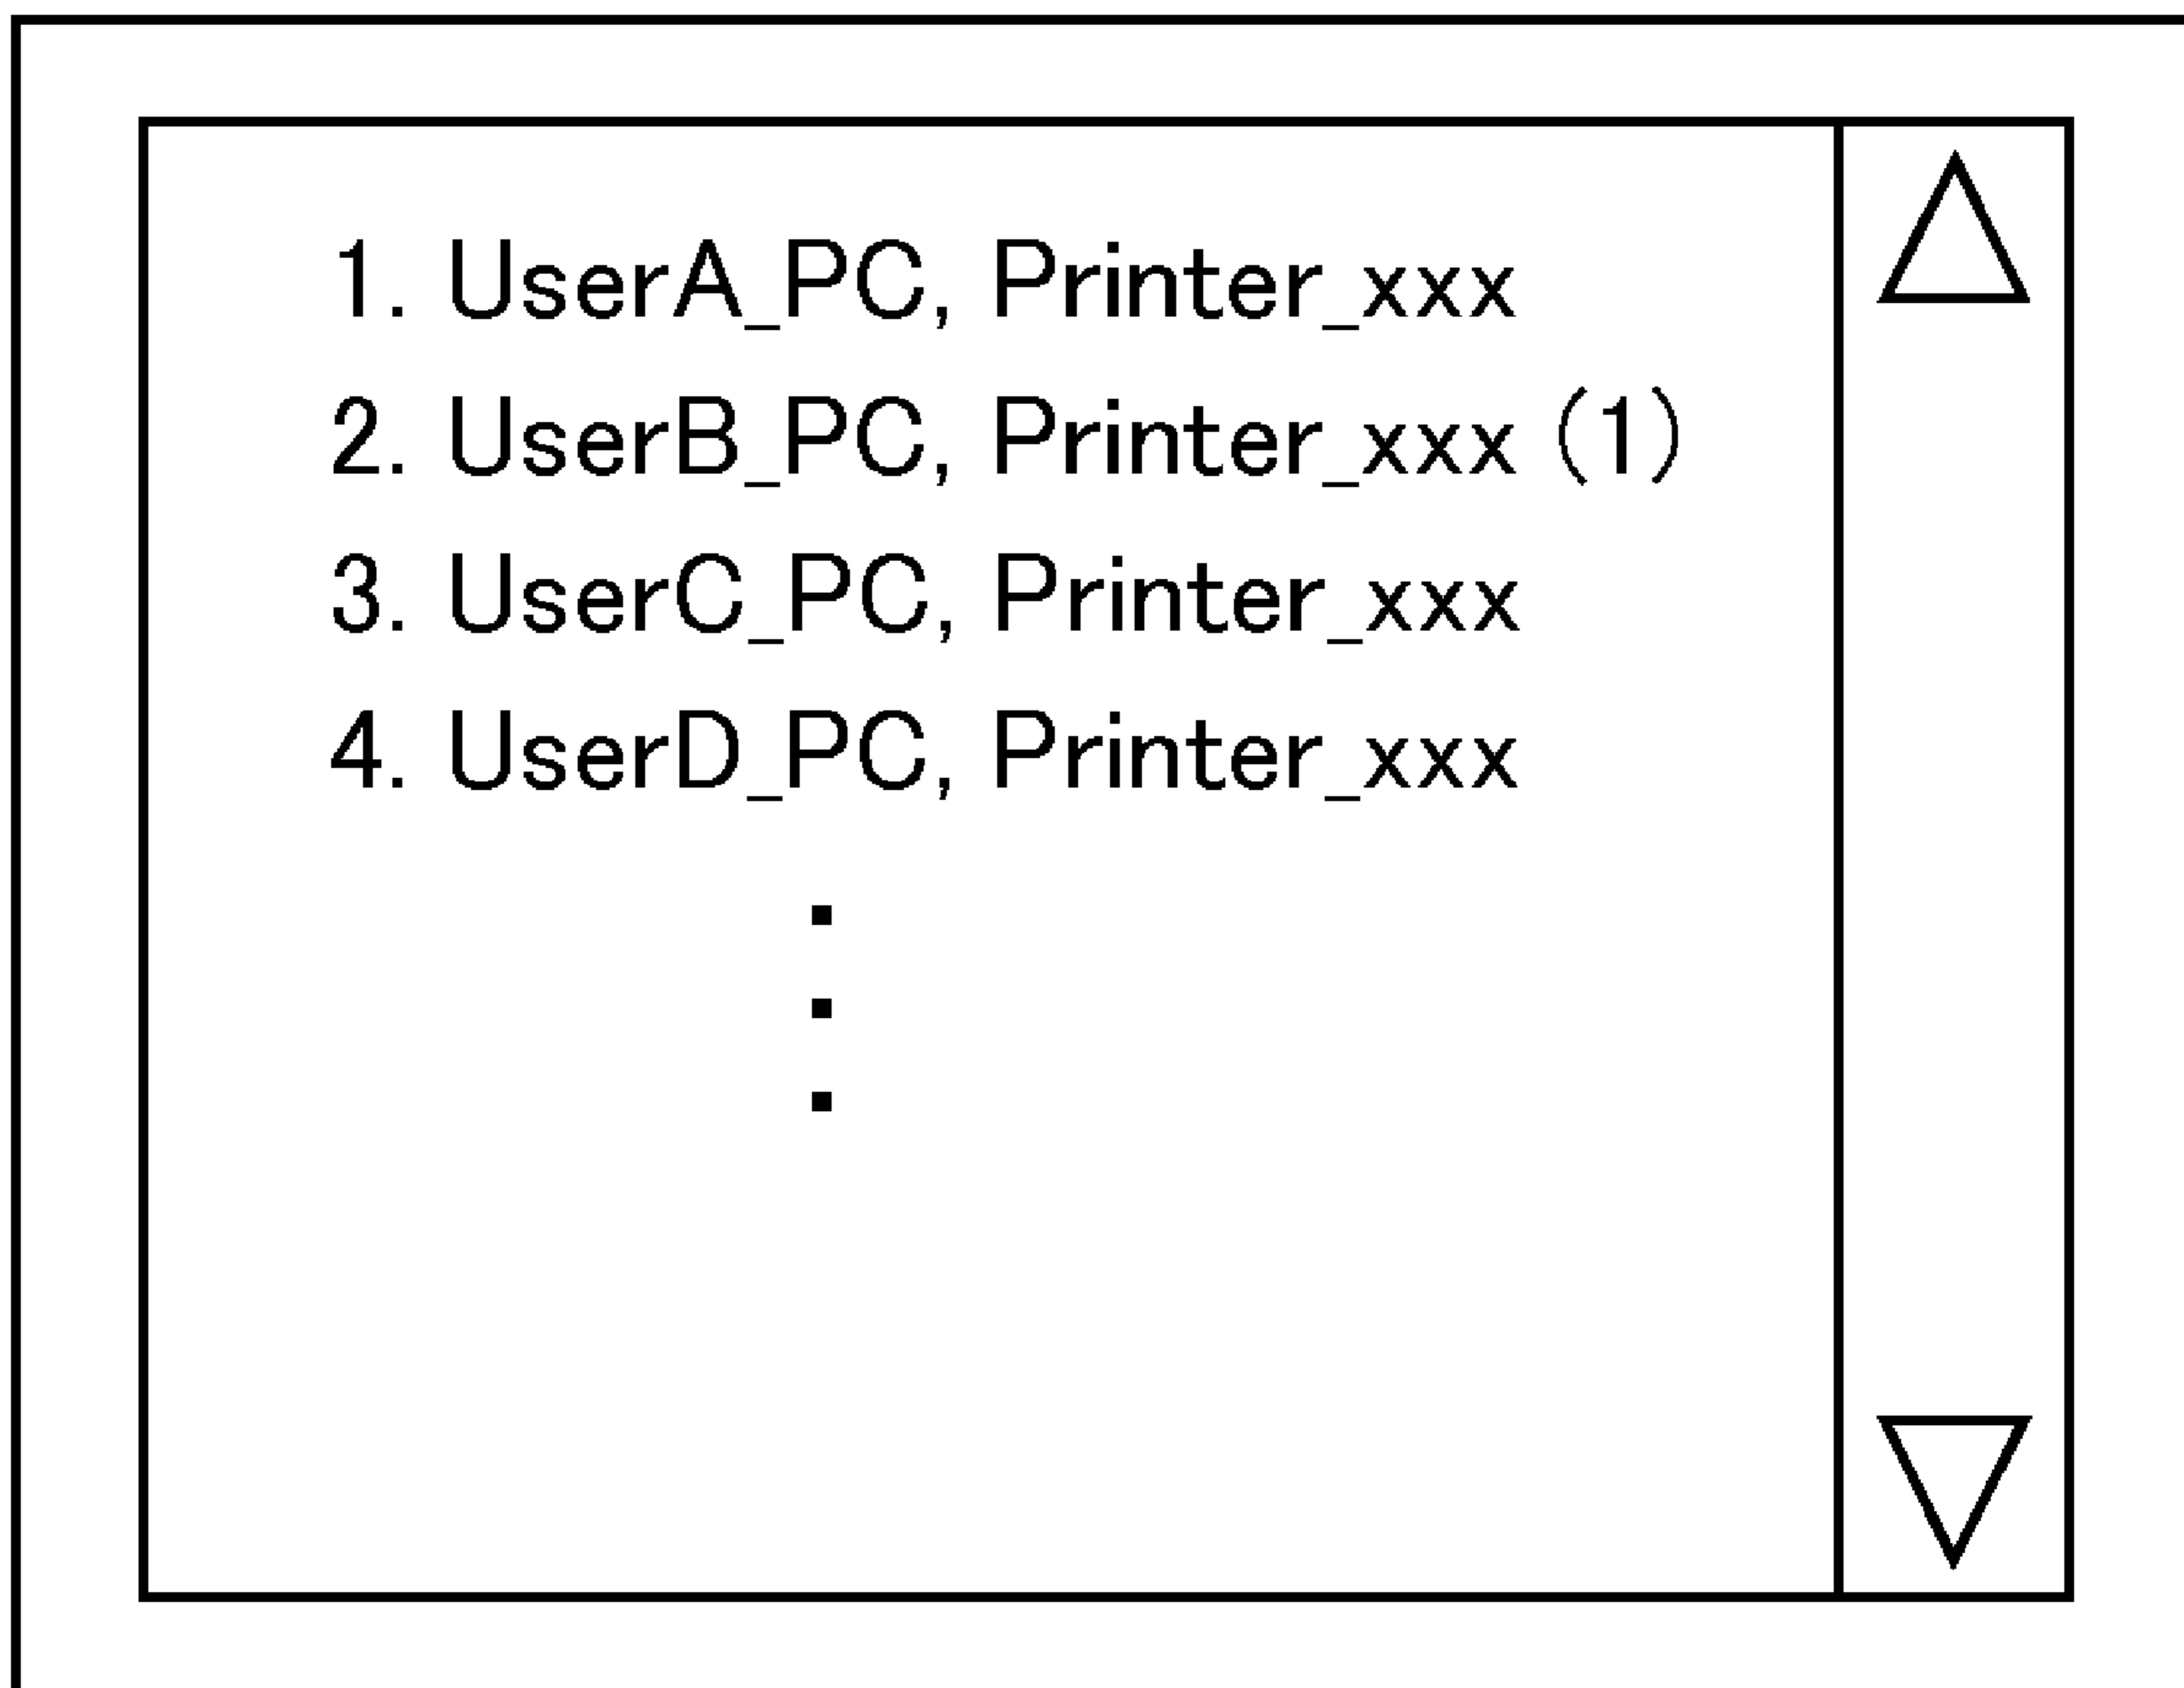 1. UserA_PC, Printer_xxx
2. UserB_PC, Printer_xxx (1)
3. UserC_PC, Printer_xxx
4. UserD_PC, Printer_xxx